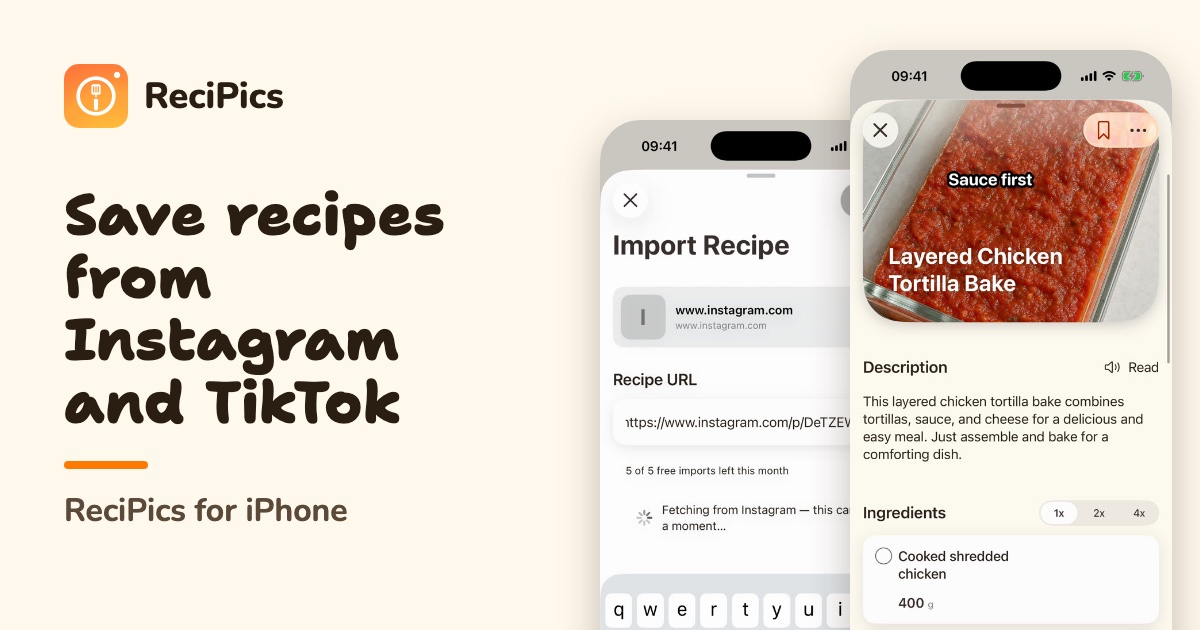 ReciPics
Save recipes
from
Instagram
and TikTok
ReciPics for iPhone
09:41
Import Recipe
I
www.instagram.com
www.instagram.com
Recipe URL
https://www.instagram.com/p/DeTZEW
5 of 5 free imports left this month
Fetching from Instagram — this ca
a moment...
q w e r t y u i
09:41
Sauce first
Layered Chicken
Tortilla Bake
Description
Read
This layered chicken tortilla bake combines
tortillas, sauce, and cheese for a delicious and
easy meal. Just assemble and bake for a
comforting dish.
Ingredients
1x 2x 4x
Cooked shredded
chicken
400 g